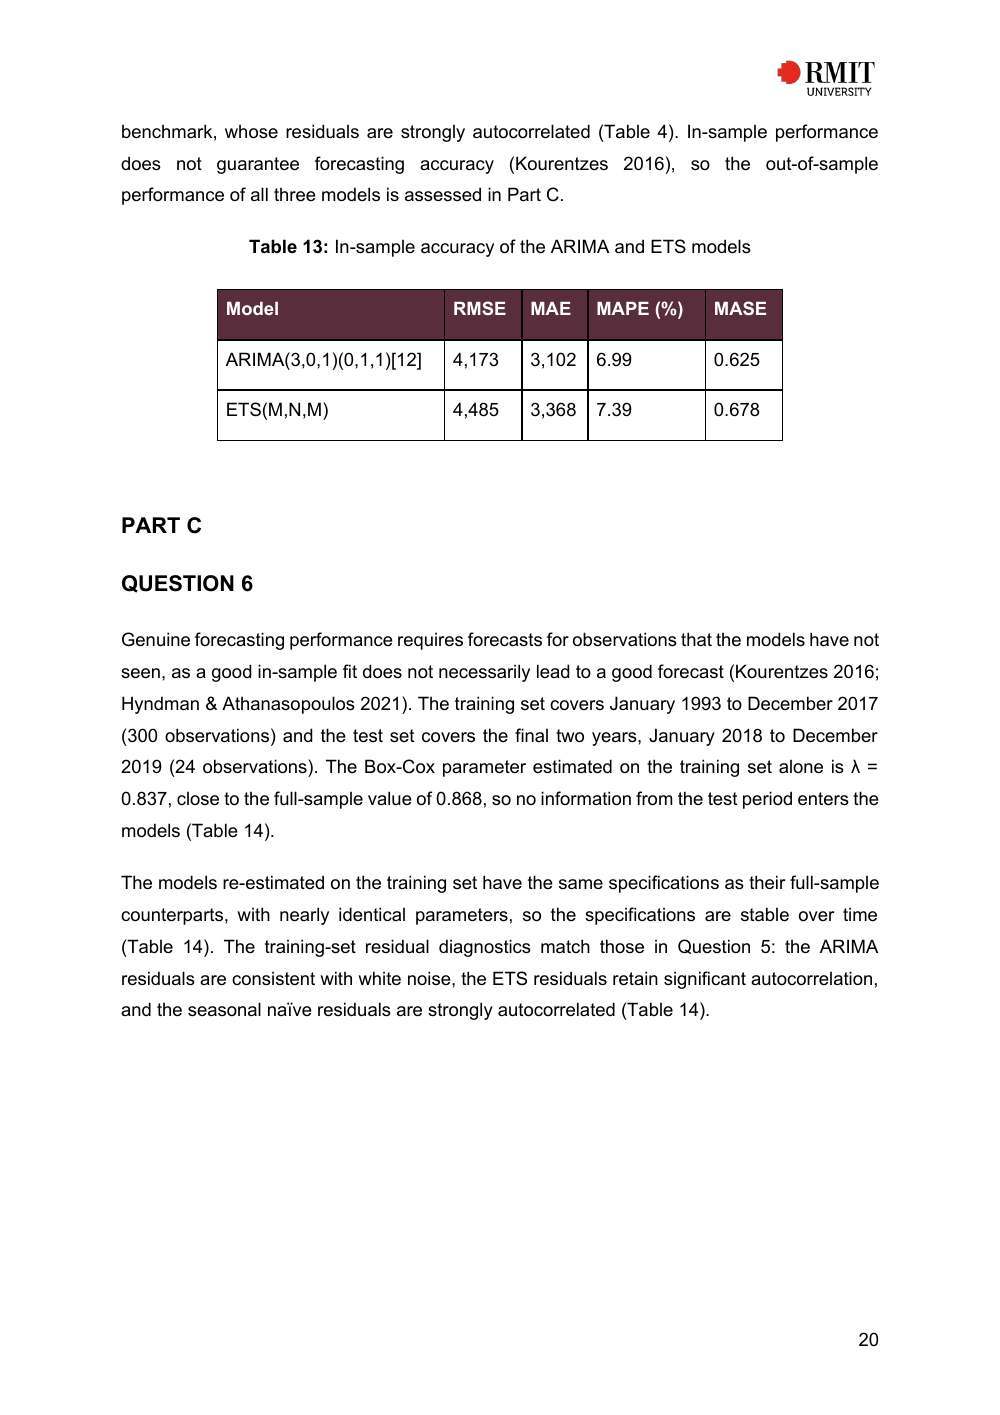 RMIT
UNIVERSITY
benchmark, whose residuals are strongly autocorrelated (Table 4). In-sample performance
does not guarantee forecasting accuracy (Kourentzes 2016), so the out-of-sample
performance of all three models is assessed in Part C.
Table 13: In-sample accuracy of the ARIMA and ETS models
Model RMSE MAE MAPE (%) MASE
ARIMA(3,0,1)(0,1,1)[12] 4,173 3,102 6.99 0.625
ETS(M,N,M) 4,485 3,368 7.39 0.678
PART C
QUESTION 6
Genuine forecasting performance requires forecasts for observations that the models have not
seen, as a good in-sample fit does not necessarily lead to a good forecast (Kourentzes 2016;
Hyndman & Athanasopoulos 2021). The training set covers January 1993 to December 2017
(300 observations) and the test set covers the final two years, January 2018 to December
2019 (24 observations). The Box-Cox parameter estimated on the training set alone is λ =
0.837, close to the full-sample value of 0.868, so no information from the test period enters the
models (Table 14).
The models re-estimated on the training set have the same specifications as their full-sample
counterparts, with nearly identical parameters, so the specifications are stable over time
(Table 14). The training-set residual diagnostics match those in Question 5: the ARIMA
residuals are consistent with white noise, the ETS residuals retain significant autocorrelation,
and the seasonal naïve residuals are strongly autocorrelated (Table 14).
20